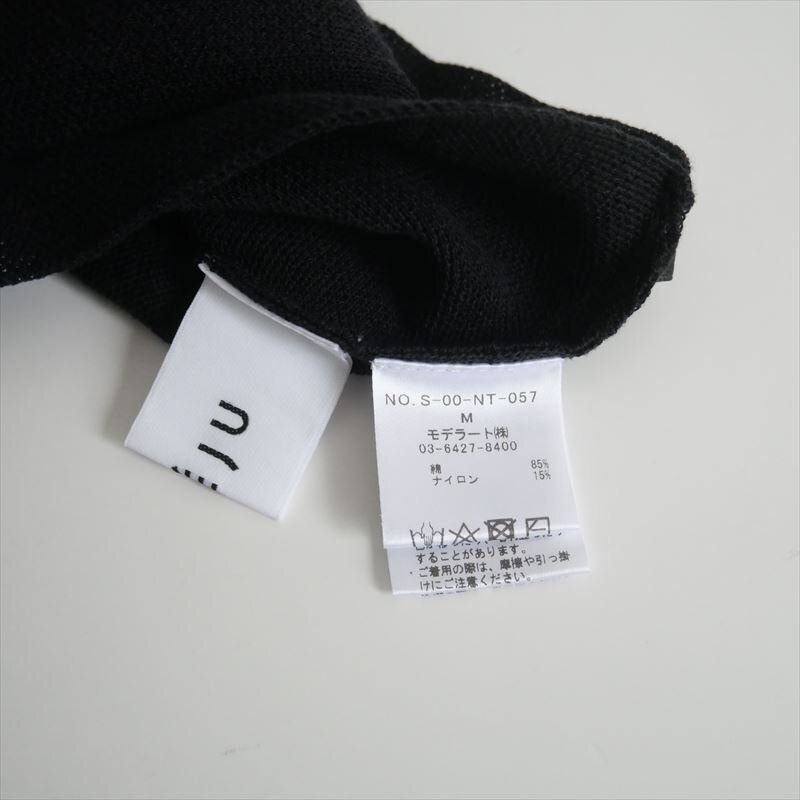 nr
NO. S-00-NT-057
M
モデラート㈱
03-6427-8400
綿 85%
ナイロン 15%
することがあります。
・ご着用の際は、摩擦や引っ掛
けにご注意ください。